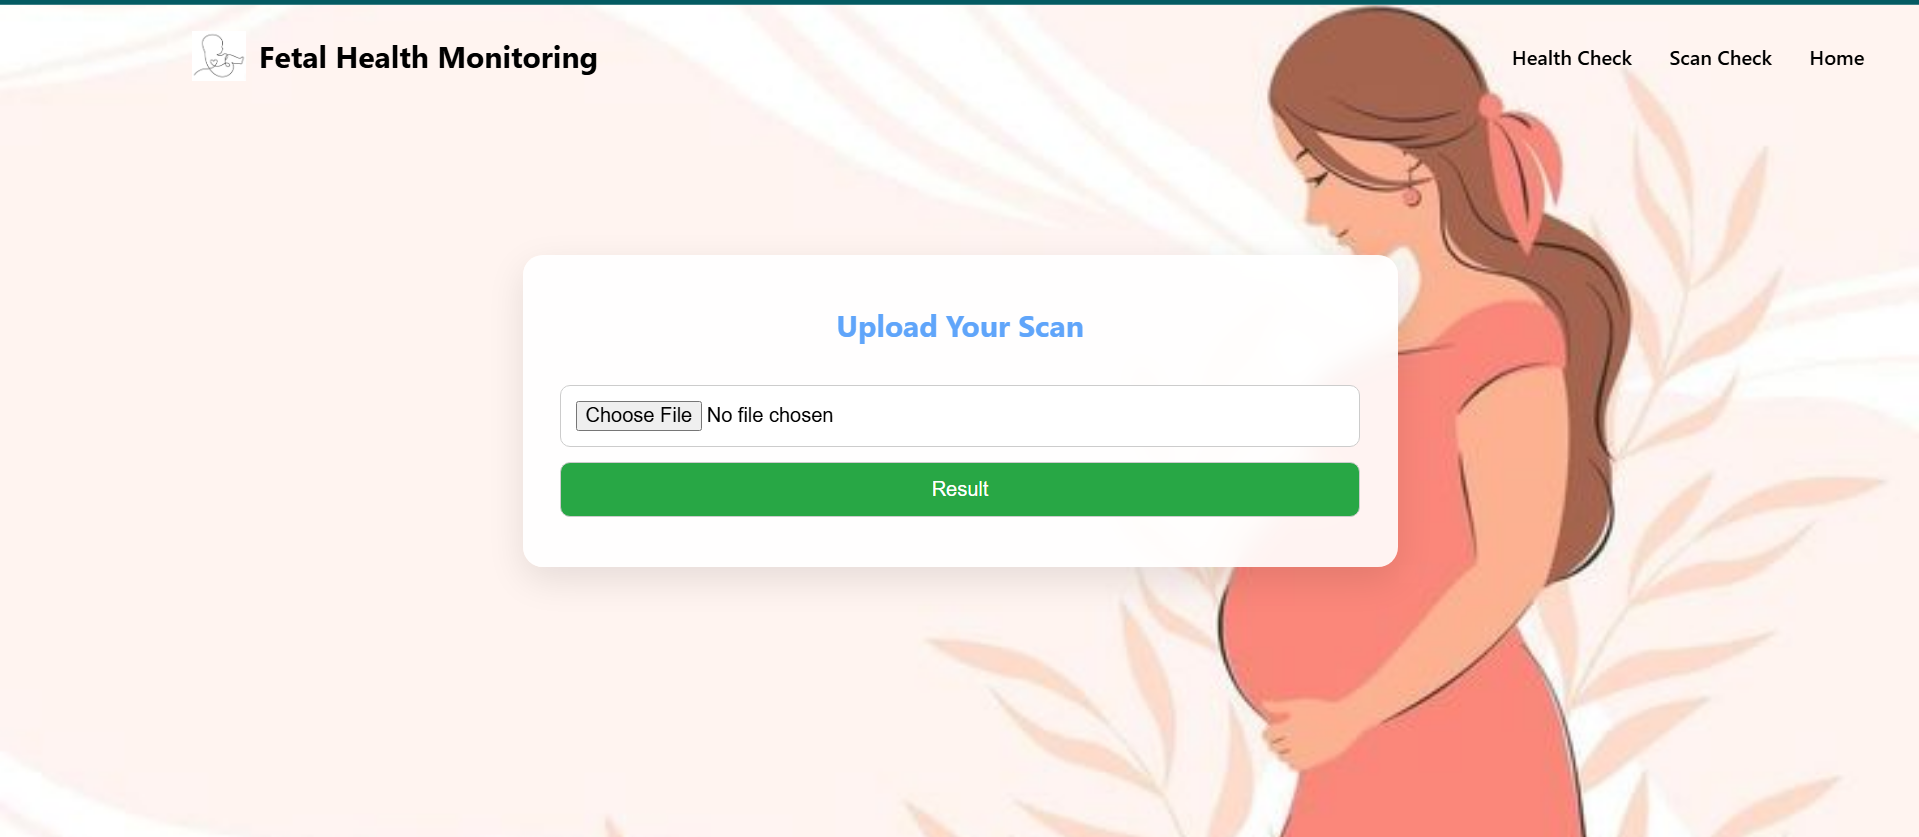 Fetal Health Monitoring
Health Check
Scan Check
Home
Upload Your Scan
Choose File No file chosen
Result